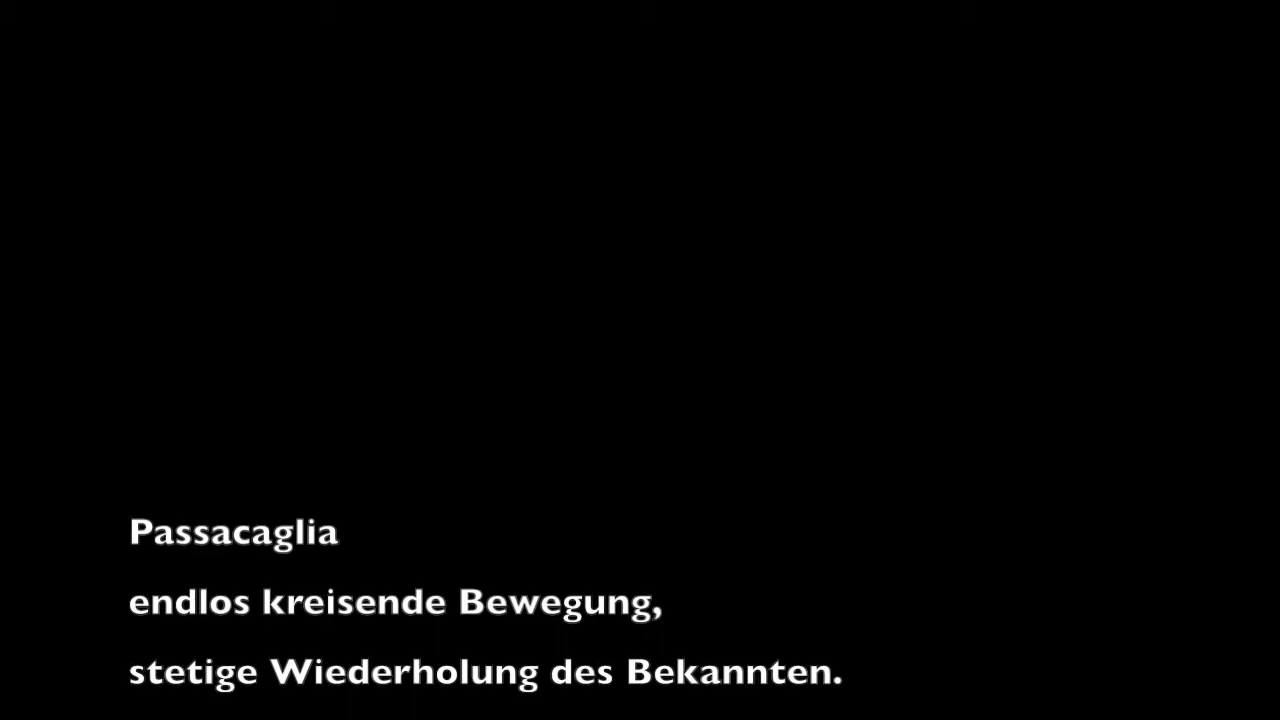 Passacaglia
endlos kreisende Bewegung,
stetige Wiederholung des Bekannten.